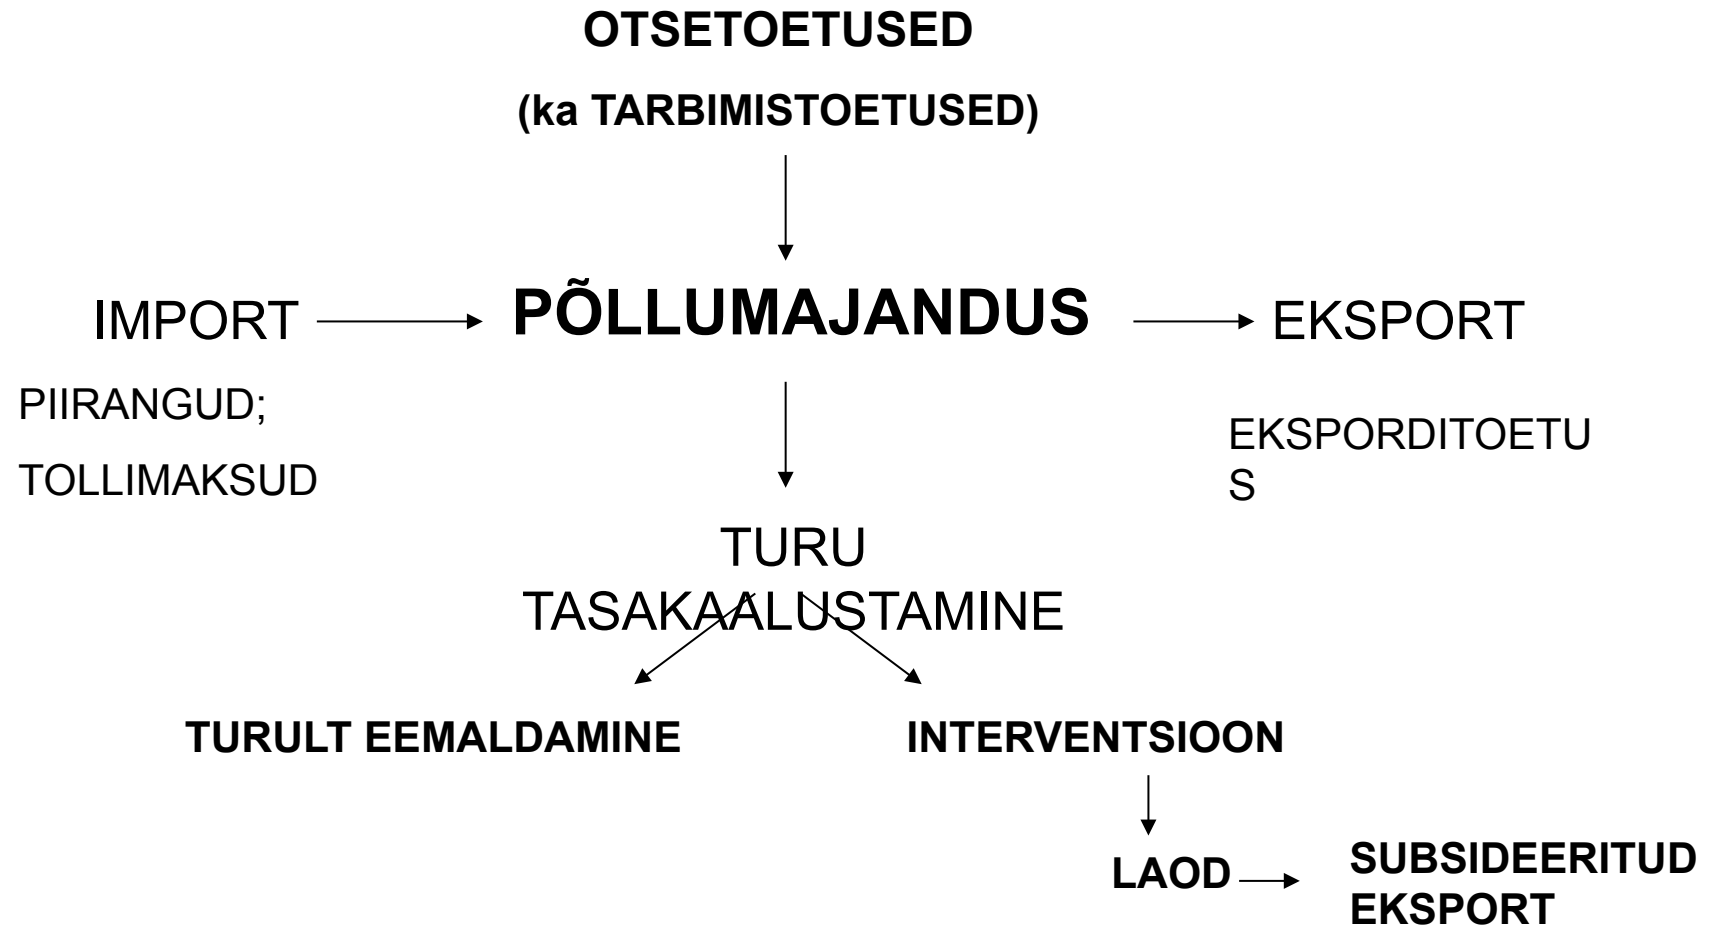 OTSETOETUSED
(ka TARBIMISTOETUSED)
IMPORT
PÕLLUMAJANDUS
EKSPORT
PIIRANGUD;
TOLLIMAKSUD
EKSPORDITOETU
S
TURU
TASAKAALUSTAMINE
TURULT EEMALDAMINE
INTERVENTSIOON
LAOD
SUBSIDEERITUD
EKSPORT